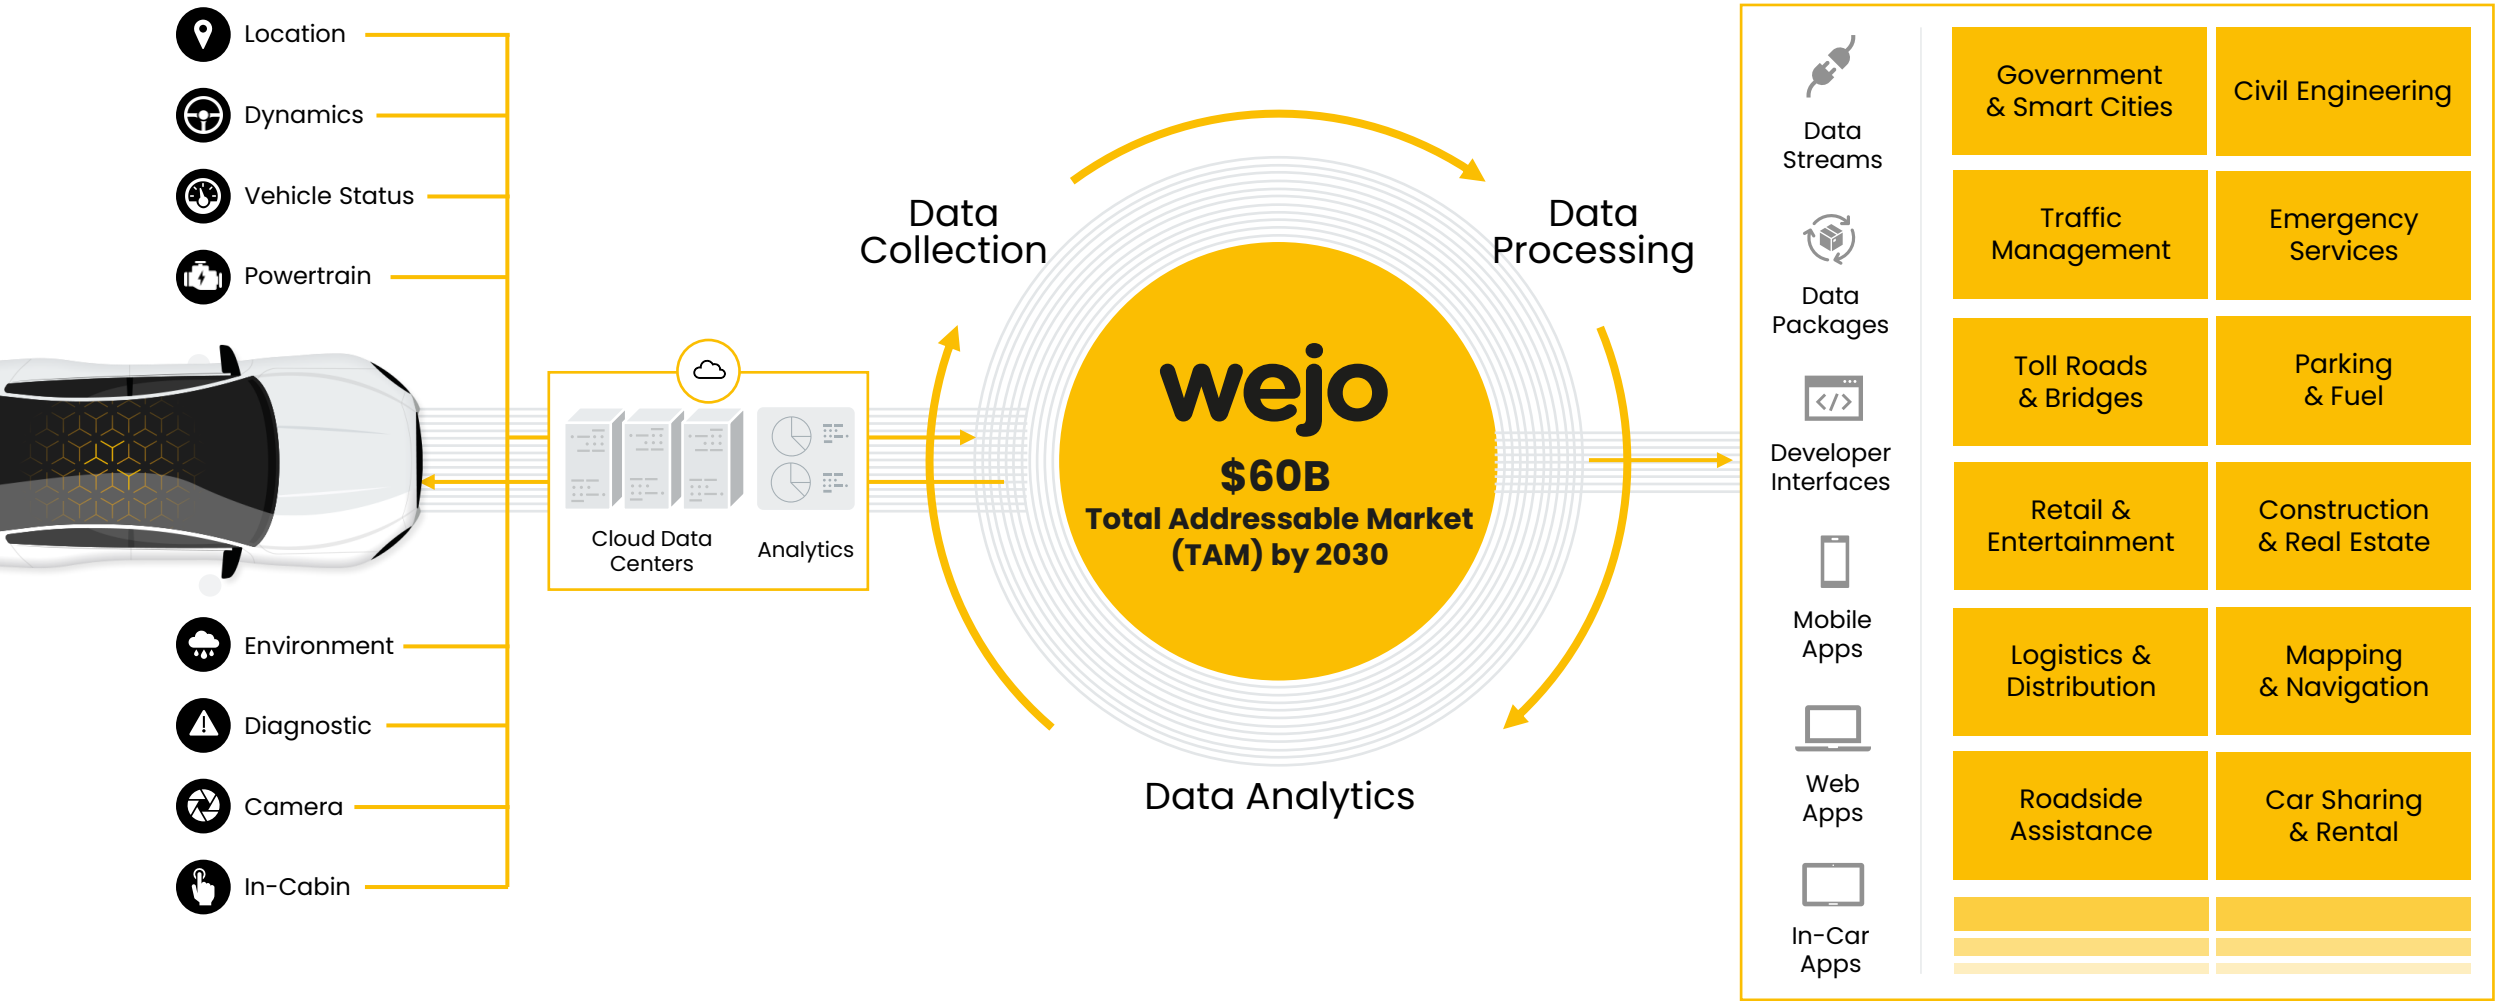 Location
Dynamics
Vehicle Status
Powertrain
Environment
Diagnostic
Camera
In-Cabin
Cloud Data
Centers
Analytics
Data
Collection
Data
Processing
Data Analytics
wejo
$60B
Total Addressable Market
(TAM) by 2030
Data
Streams
Data
Packages
Developer
Interfaces
Mobile
Apps
Web
Apps
In-Car
Apps
Government
& Smart Cities
Civil Engineering
Traffic
Management
Emergency
Services
Toll Roads
& Bridges
Parking
& Fuel
Retail &
Entertainment
Construction
& Real Estate
Logistics &
Distribution
Mapping
& Navigation
Roadside
Assistance
Car Sharing
& Rental